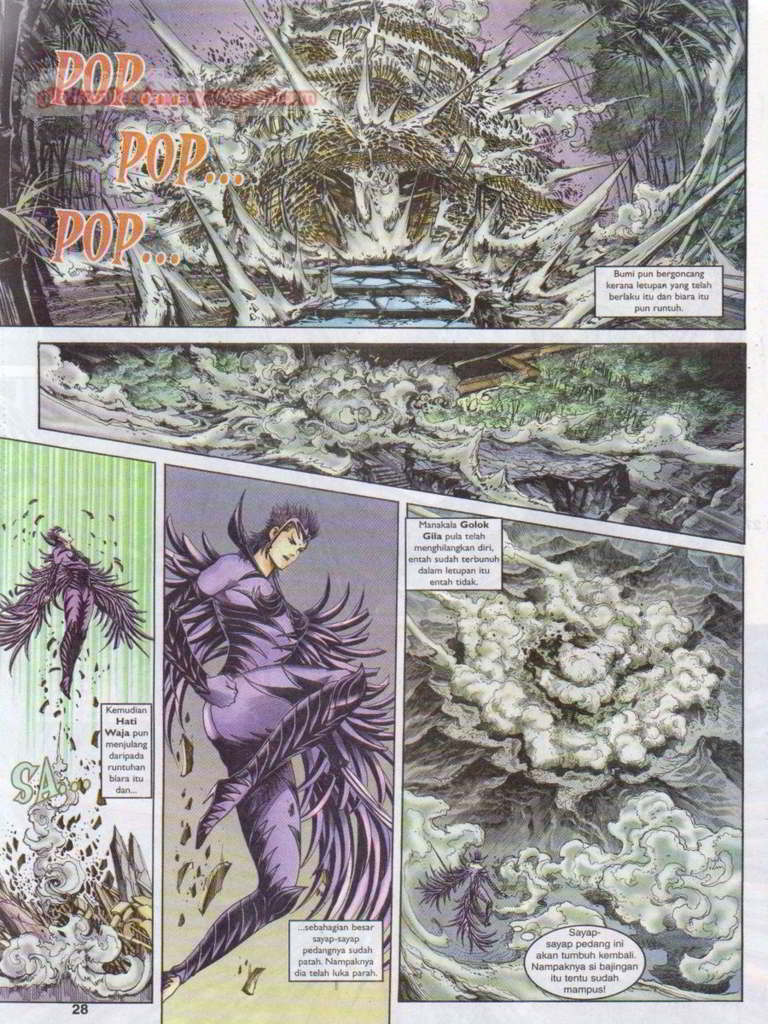 POP...
POP...
POP...
Bumi pun bergoncang
kerana letupan yang telah
berlaku itu dan biara itu
pun runtuh.
Manakala Golok
Gila pula telah
menghilangkan diri,
entah sudah terbunuh
dalam letupan itu
entah tidak.
Kemudian
Hati
Waja pun
menjulang
daripada
runtuhan
biara itu
dan...
SA...
...sebahagian besar
sayap-sayap
pedangnya sudah
patah. Nampaknya
dia telah luka parah.
Sayap-
sayap pedang ini
akan tumbuh kembali.
Nampaknya si bajingan
itu tentu sudah
mampus!
28